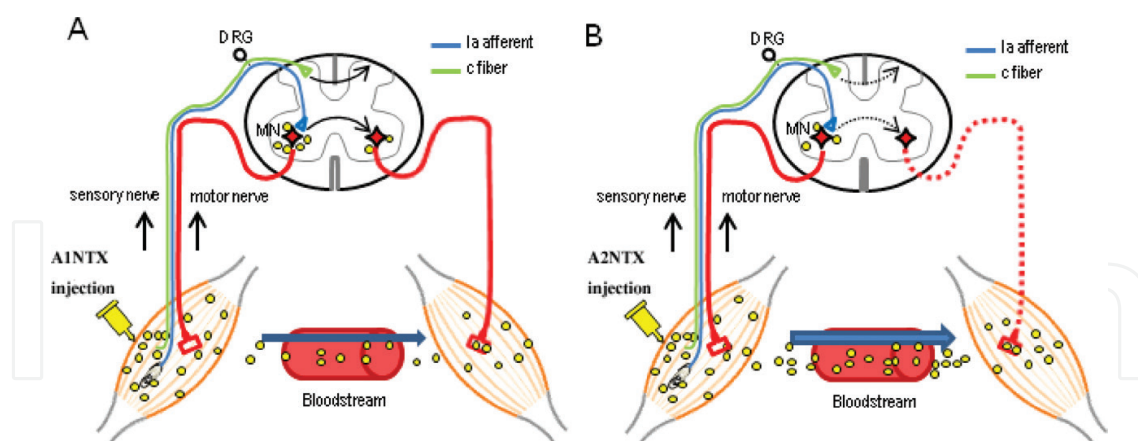 A
DRG
Ia afferent
c fiber
MN
sensory nerve
motor nerve
A1NTX
injection
Bloodstream
B
DRG
Ia afferent
c fiber
MN
sensory nerve
motor nerve
A2NTX
injection
Bloodstream